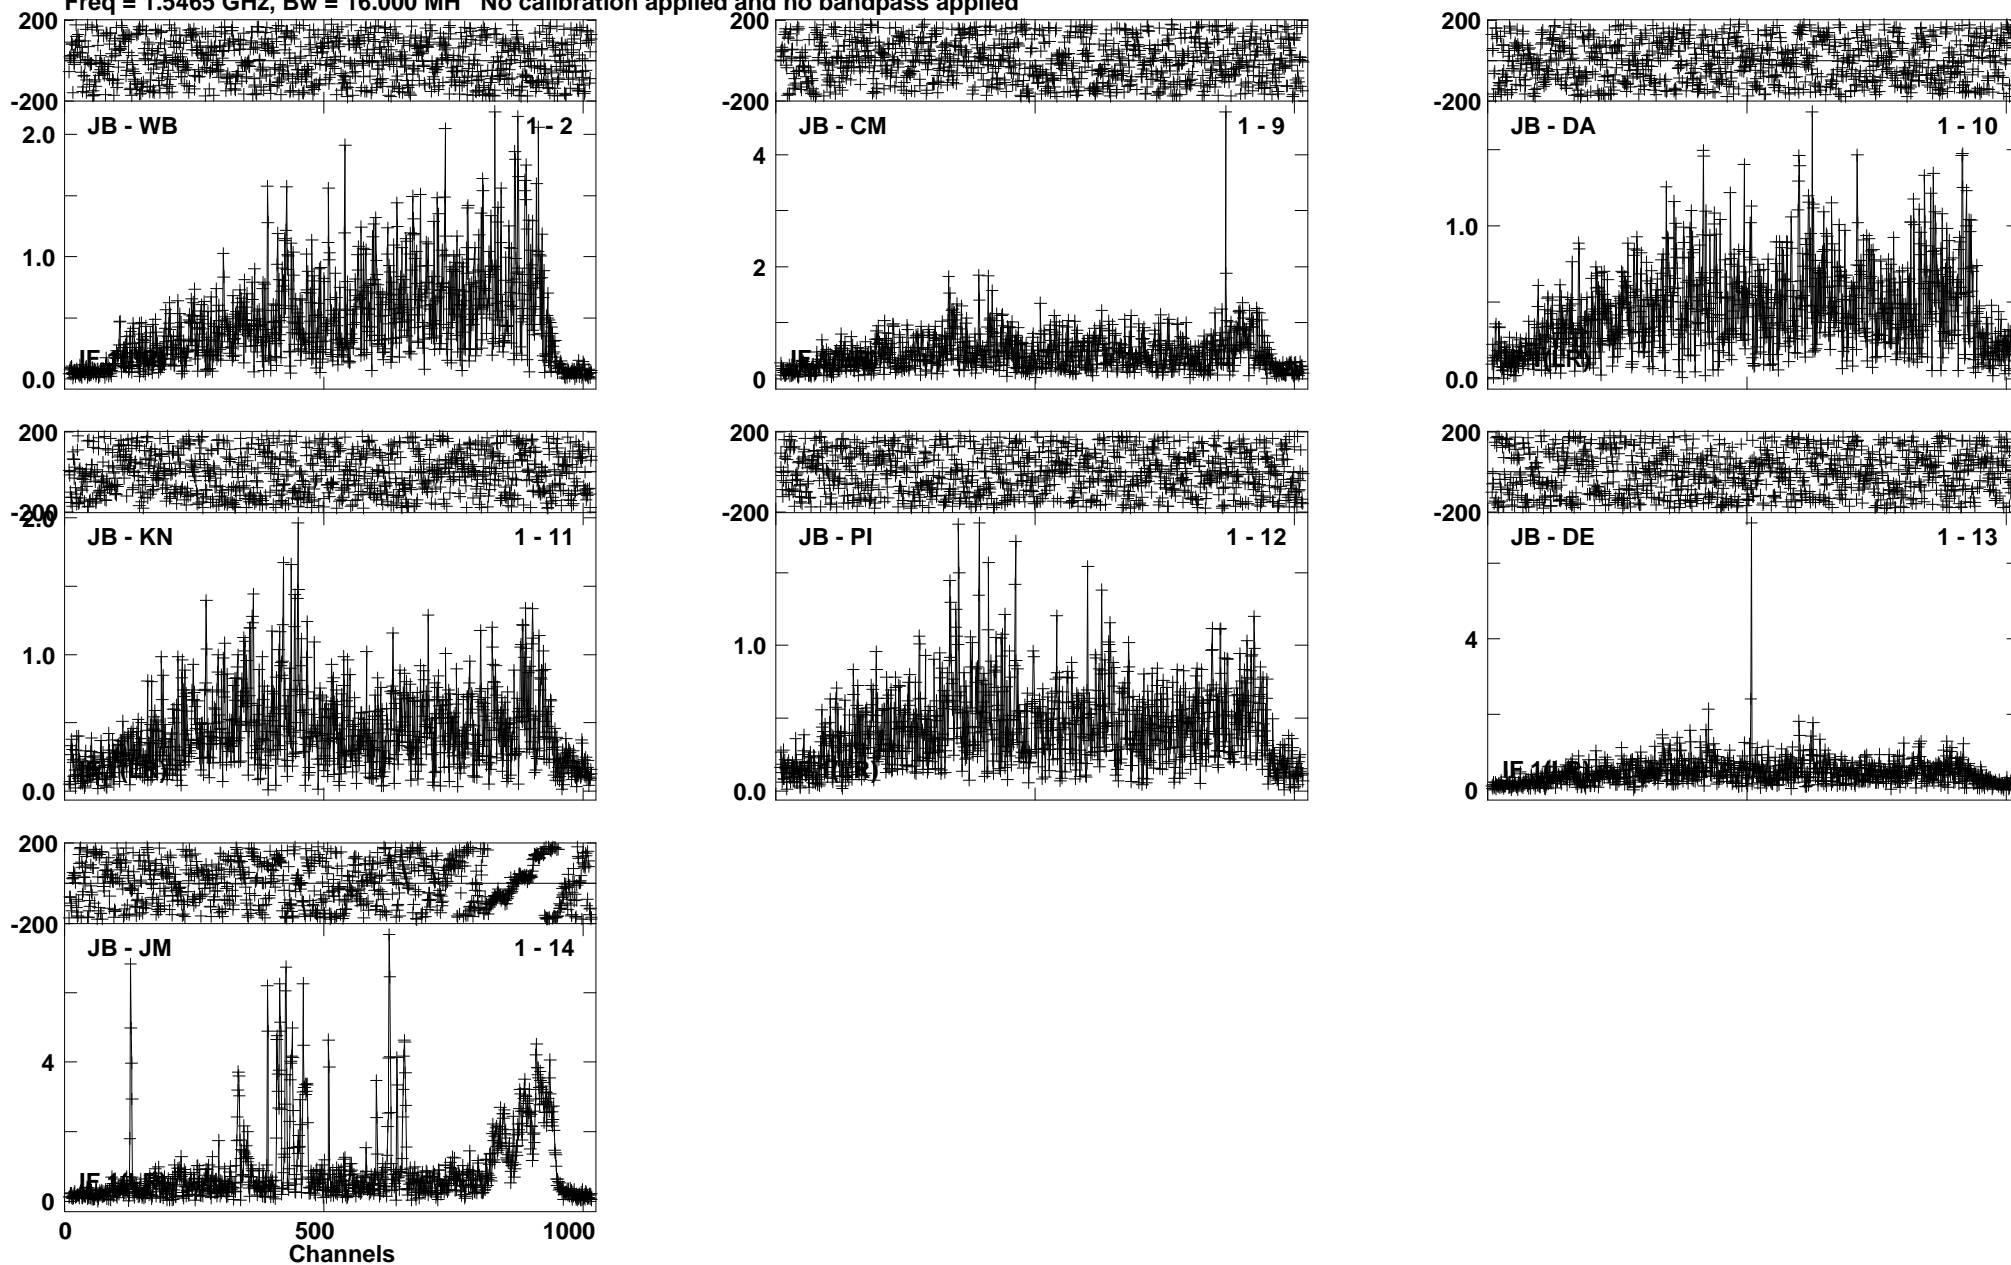 Freq = 1.5465 GHz, Bw = 16.000 MH No calibration applied and no bandpass applied
200 200 200
-200 -200 -200
JB - WB 1 - 2 JB - CM 1 - 9 JB - DA 1 - 10
2.0 4
1.0 2 1.0
0.0 0 0.0
200 200 200
-200 -200 -200
2.0
JB - KN 1 - 11 JB - PI 1 - 12 JB - DE 1 - 13
1.0 1.0 4
0.0 0.0 0
200
-200
JB - JM 1 - 14
4
0
0 500 1000
Channels